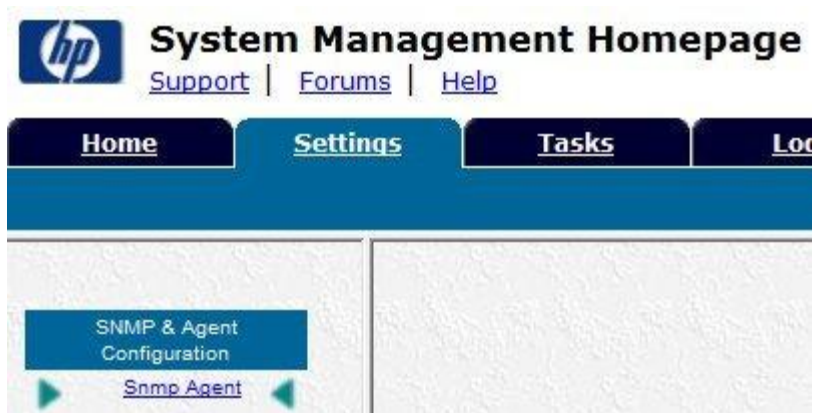 hp
System Management Homepage
Support | Forums | Help
Home Settings Tasks
SNMP & Agent
Configuration
Snmp Agent